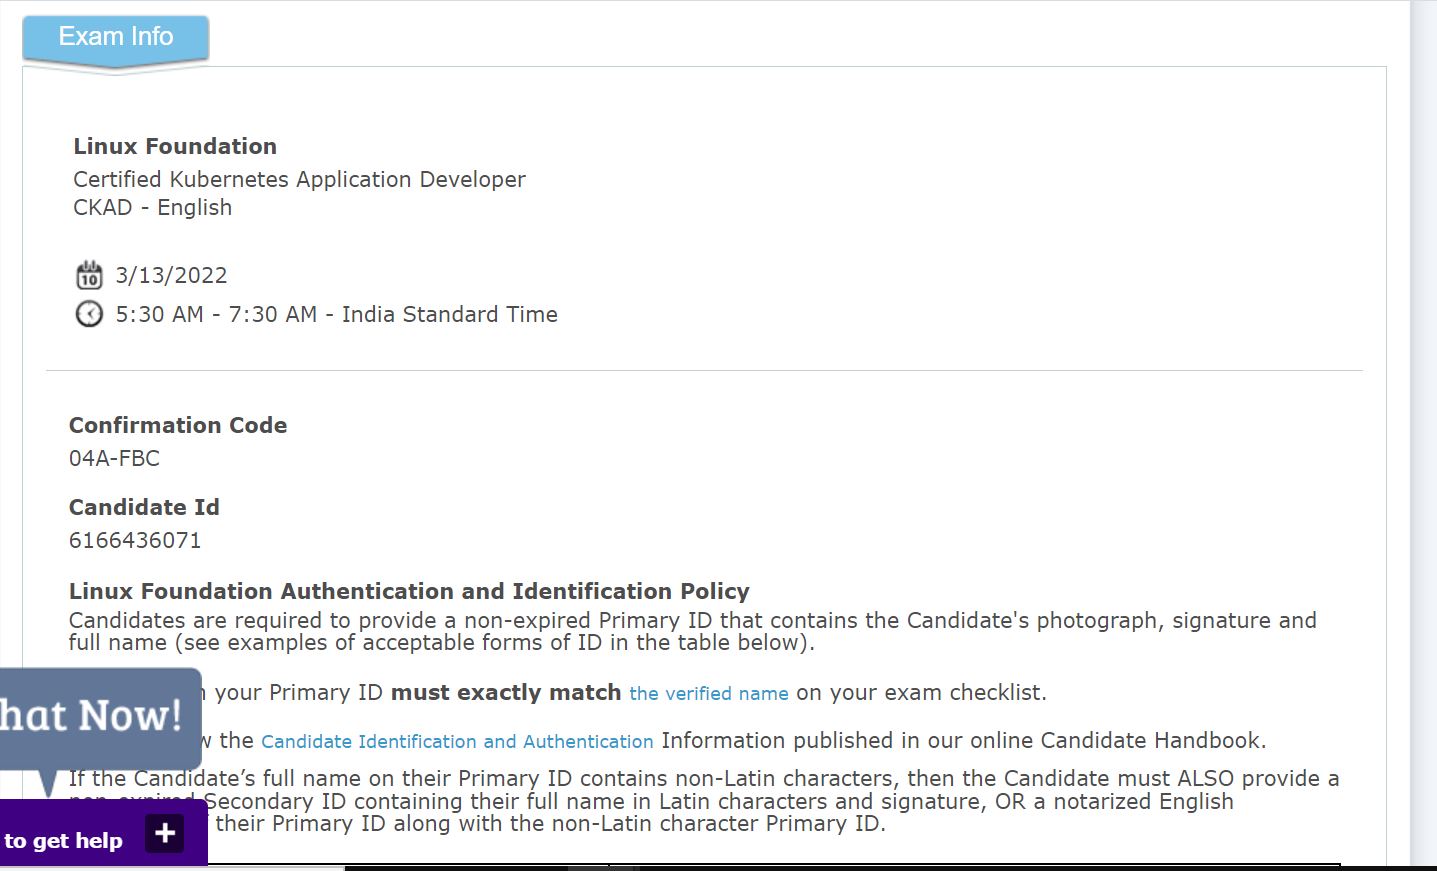 Exam Info
Linux Foundation
Certified Kubernetes Application Developer
CKAD - English
10
3/13/2022
5:30 AM - 7:30 AM - India Standard Time
Confirmation Code
04A-FBC
Candidate Id
6166436071
Linux Foundation Authentication and Identification Policy
Candidates are required to provide a non-expired Primary ID that contains the Candidate's photograph, signature and
full name (see examples of acceptable forms of ID in the table below).
your Primary ID must exactly match the verified name on your exam checklist.
hat Now!
the Candidate Identification and Authentication Information published in our online Candidate Handbook.
If the Candidate’s full name on their Primary ID contains non-Latin characters, then the Candidate must ALSO provide a
non-expired Secondary ID containing their full name in Latin characters and signature, OR a notarized English
their Primary ID along with the non-Latin character Primary ID.
to get help +